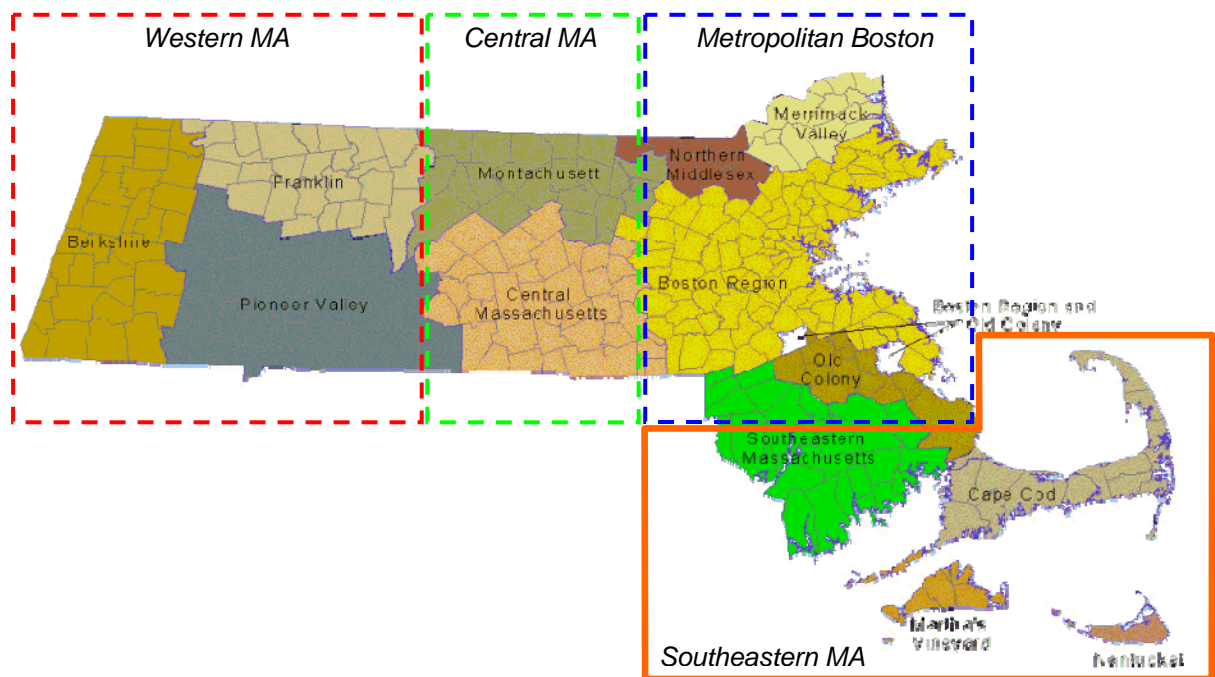 Western MA
Central MA
Metropolitan Boston
Merrimack
Valley
Northern
Middlesex
Montachusett
Franklin
Berkshire
Pioneer Valley
Central
Massachusetts
Boston Region
Boston Region and
Old Colony
Old
Colony
Southeastern
Massachusetts
Cape Cod
Martha's
Vineyard
Nantucket
Southeastern MA